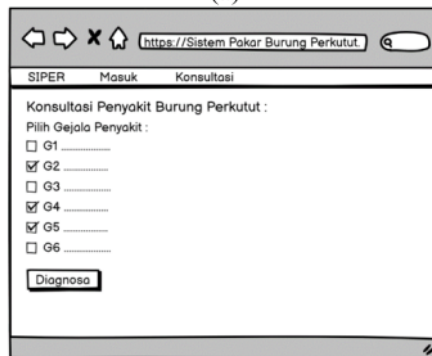 https://Sistem Pakar Burung Perkutut.
SIPER Masuk Konsultasi
Konsultasi Penyakit Burung Perkutut :
Pilih Gejala Penyakit :
G1 ....................
G2 ....................
G3 ....................
G4 ....................
G5 ....................
G6 ....................
Diagnosa